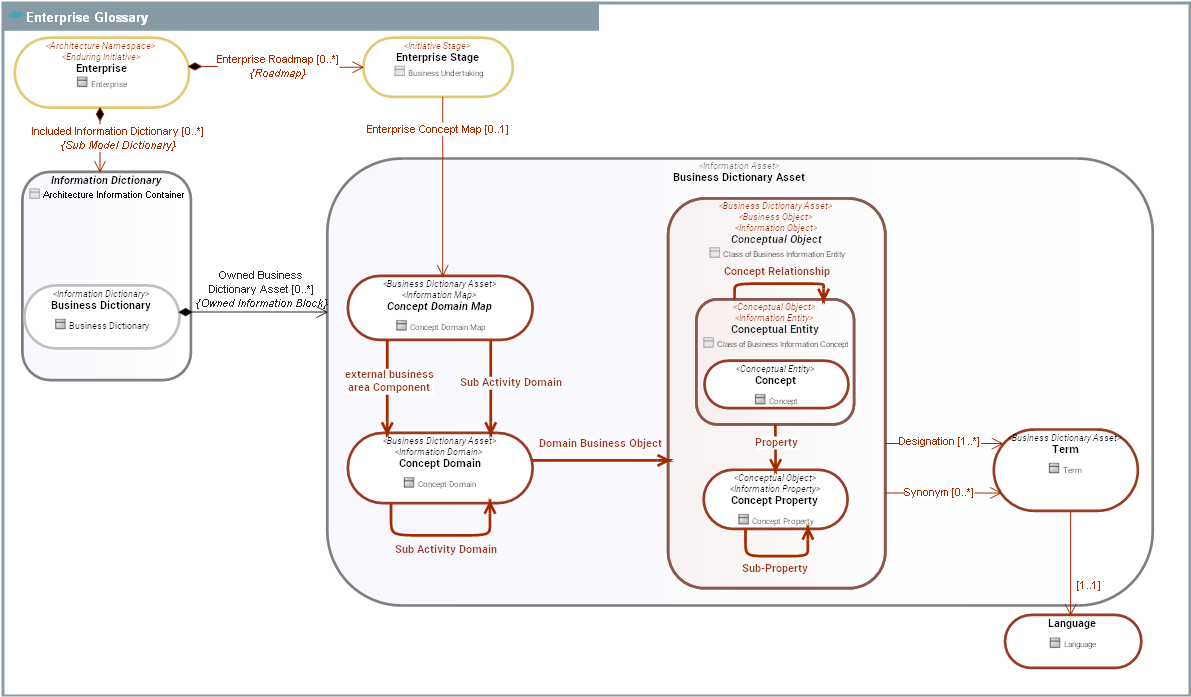 Enterprise Glossary
<Architecture Namespace>
<Enduring Initiative>
Enterprise
Enterprise
Enterprise Roadmap [0..*]
{Roadmap}
<Initiative Stage>
Enterprise Stage
Business Undertaking
Included Information Dictionary [0..*]
{Sub Model Dictionary}
Enterprise Concept Map [0..1]
Information Dictionary
Architecture Information Container
<Information Dictionary>
Business Dictionary
Business Dictionary
Owned Business
Dictionary Asset [0..*]
{Owned Information Block}
<Information Asset>
Business Dictionary Asset
<Business Dictionary Asset>
<Information Map>
Concept Domain Map
Concept Domain Map
external business
area Component
Sub Activity Domain
<Business Dictionary Asset>
<Information Domain>
Concept Domain
Concept Domain
Sub Activity Domain
Domain Business Object
<Business Dictionary Asset>
<Business Object>
<Information Object>
Conceptual Object
Class of Business Information Entity
Concept Relationship
<Conceptual Object>
<Information Entity>
Conceptual Entity
Class of Business Information Concept
<Conceptual Entity>
Concept
Concept
Property
<Conceptual Object>
<Information Property>
Concept Property
Concept Property
Sub-Property
Designation [1..*]
Synonym [0..*]
<Business Dictionary Asset>
Term
Term
[1..1]
Language
Language